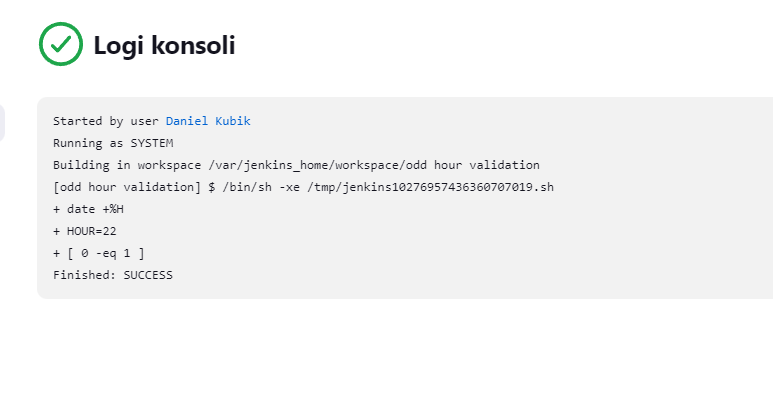 Logi konsoli
Started by user Daniel Kubik
Running as SYSTEM
Building in workspace /var/jenkins_home/workspace/odd hour validation
[odd hour validation] $ /bin/sh -xe /tmp/jenkins10276957436360707019.sh
+ date +%H
+ HOUR=22
+ [ 0 -eq 1 ]
Finished: SUCCESS